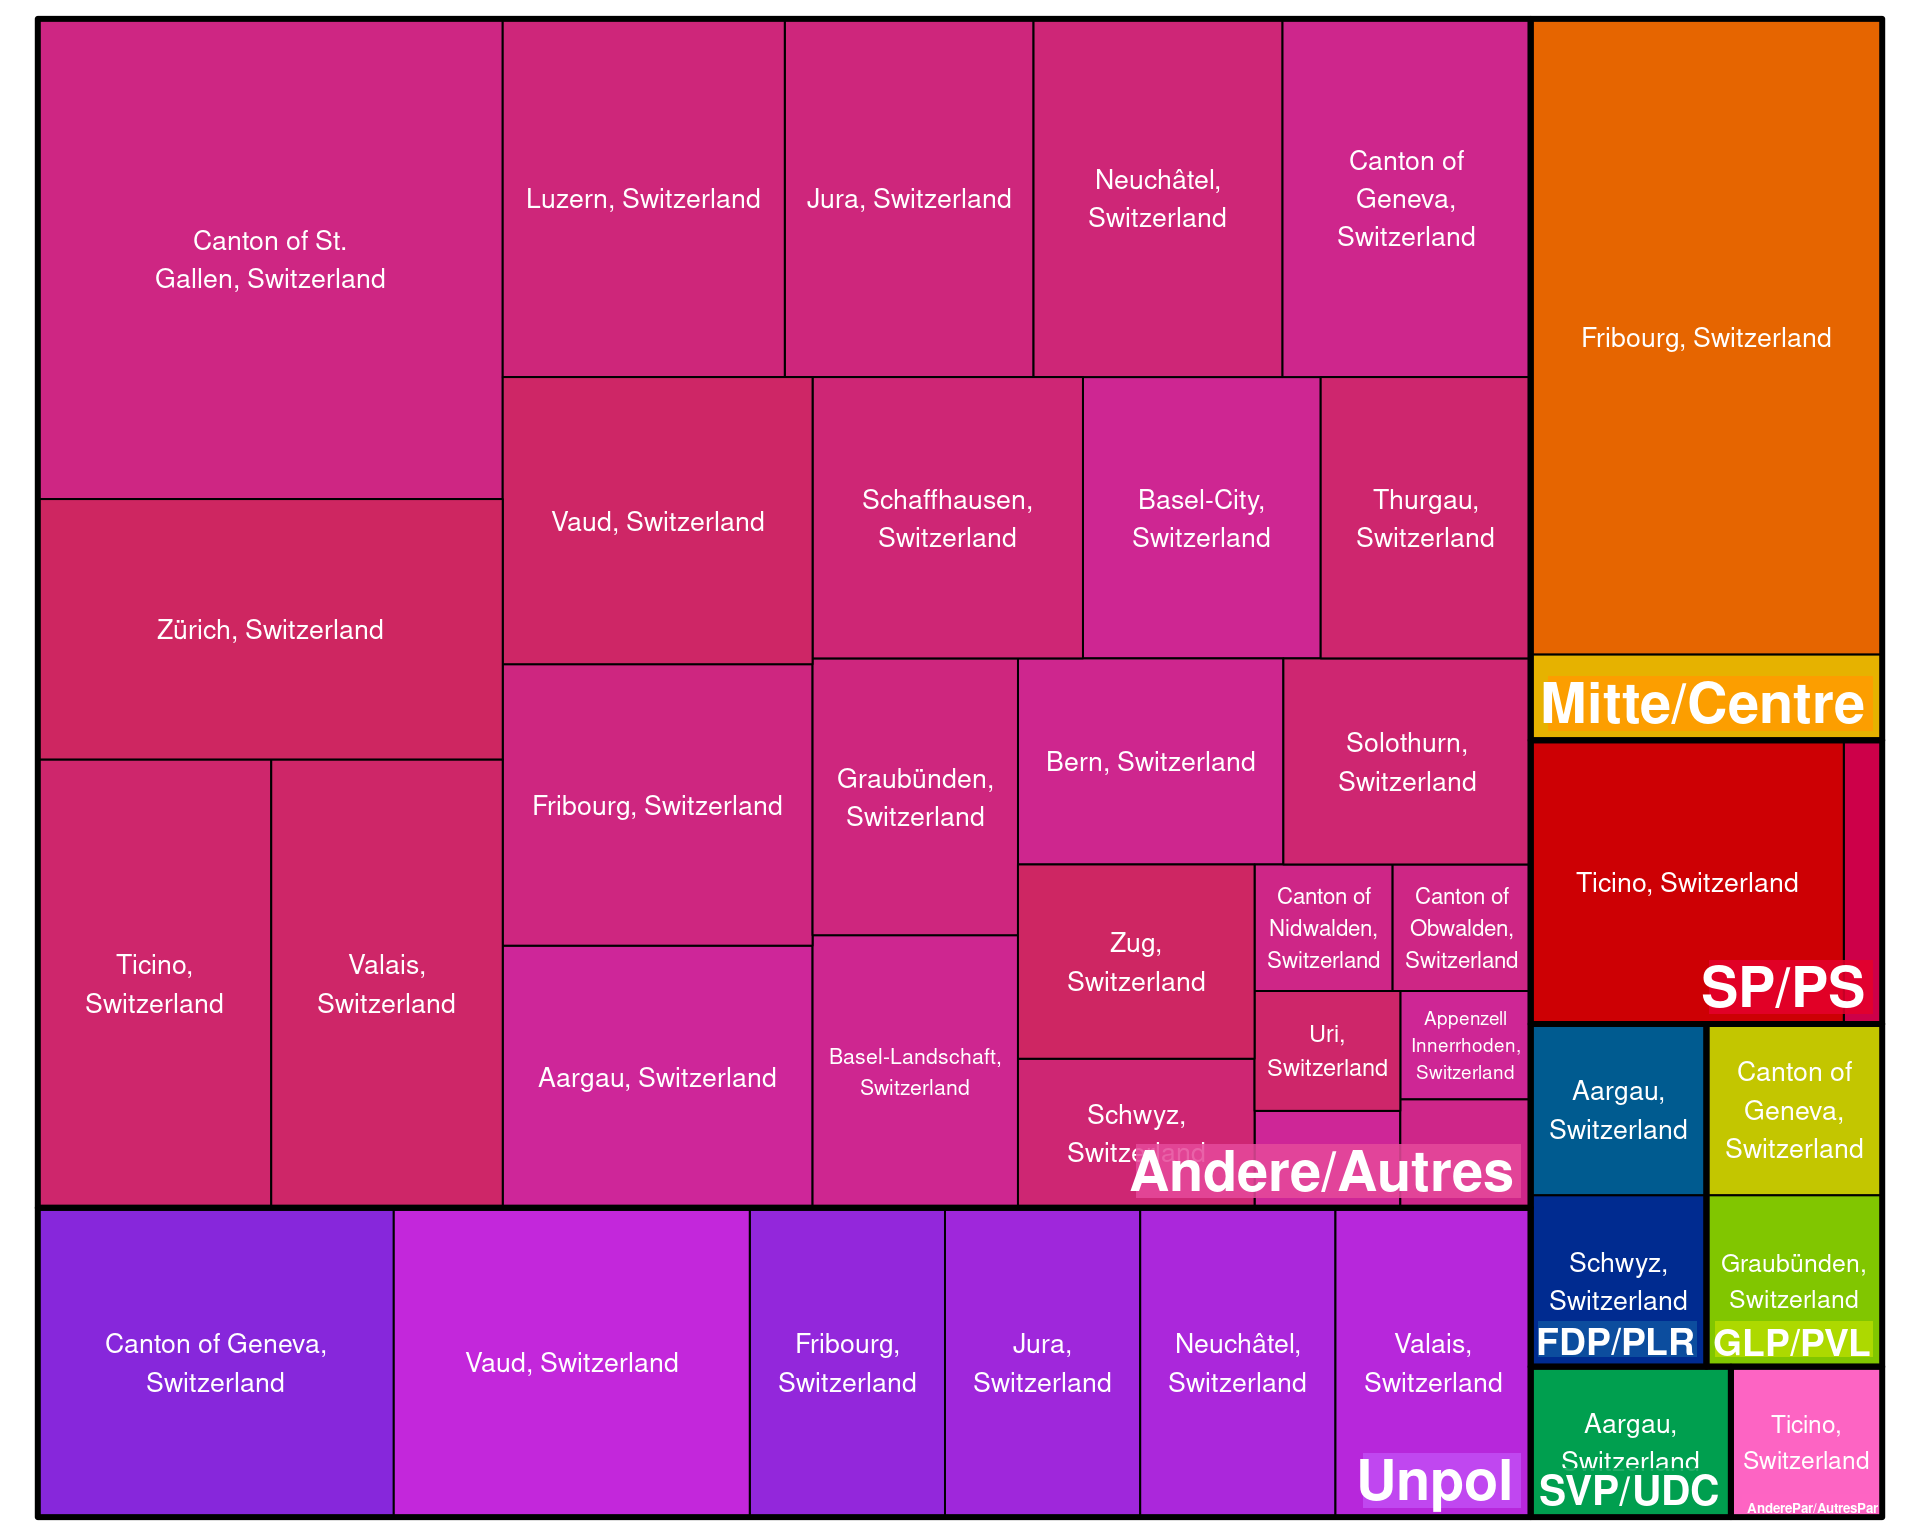 Canton of St.
Gallen, Switzerland
Luzern, Switzerland
Jura, Switzerland
Neuchâtel,
Switzerland
Canton of
Geneva,
Switzerland
Fribourg, Switzerland
Zürich, Switzerland
Vaud, Switzerland
Schaffhausen,
Switzerland
Basel-City,
Switzerland
Thurgau,
Switzerland
Mitte/Centre
Ticino,
Switzerland
Valais,
Switzerland
Fribourg, Switzerland
Graubünden,
Switzerland
Bern, Switzerland
Solothurn,
Switzerland
Ticino, Switzerland
SP/PS
Aargau, Switzerland
Basel-Landschaft,
Switzerland
Zug,
Switzerland
Canton of
Nidwalden,
Switzerland
Canton of
Obwalden,
Switzerland
Uri,
Switzerland
Appenzell
Innerrhoden,
Switzerland
Schwyz,
Switzerland
Andere/Autres
Aargau,
Switzerland
Canton of
Geneva,
Switzerland
Schwyz,
Switzerland
FDP/PLR
Graubünden,
Switzerland
GLP/PVL
Canton of Geneva,
Switzerland
Vaud, Switzerland
Fribourg,
Switzerland
Jura,
Switzerland
Neuchâtel,
Switzerland
Valais,
Switzerland
Unpol
Aargau,
Switzerland
SVP/UDC
Ticino,
Switzerland
AnderePar/AutresPar